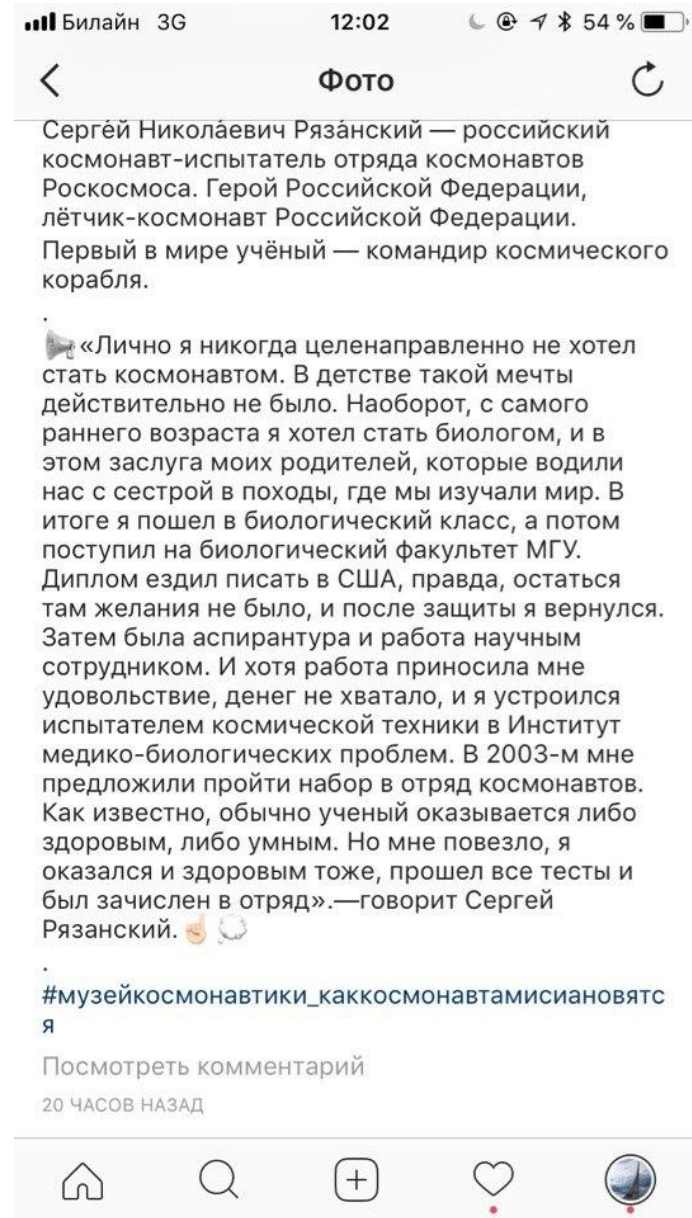 Билайн 3G 12:02 54 %
Фото
Серге́й Никола́евич Ряза́нский — российский
космонавт-испытатель отряда космонавтов
Роскосмоса. Герой Российской Федерации,
лётчик-космонавт Российской Федерации.
Первый в мире учёный — командир космического
корабля.
.
«Лично я никогда целенаправленно не хотел
стать космонавтом. В детстве такой мечты
действительно не было. Наоборот, с самого
раннего возраста я хотел стать биологом, и в
этом заслуга моих родителей, которые водили
нас с сестрой в походы, где мы изучали мир. В
итоге я пошел в биологический класс, а потом
поступил на биологический факультет МГУ.
Диплом ездил писать в США, правда, остаться
там желания не было, и после защиты я вернулся.
Затем была аспирантура и работа научным
сотрудником. И хотя работа приносила мне
удовольствие, денег не хватало, и я устроился
испытателем космической техники в Институт
медико-биологических проблем. В 2003-м мне
предложили пройти набор в отряд космонавтов.
Как известно, обычно ученый оказывается либо
здоровым, либо умным. Но мне повезло, я
оказался и здоровым тоже, прошел все тесты и
был зачислен в отряд».—говорит Сергей
Рязанский.
.
#музейкосмонавтики_каккосмонавтамисиановятс
я
Посмотреть комментарий
20 ЧАСОВ НАЗАД